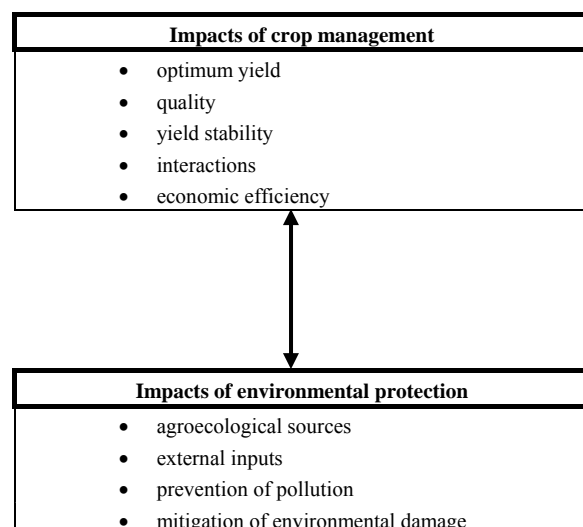 Impacts of crop management
• optimum yield
• quality
• yield stability
• interactions
• economic efficiency
Impacts of environmental protection
• agroecological sources
• external inputs
• prevention of pollution
• mitigation of environmental damage